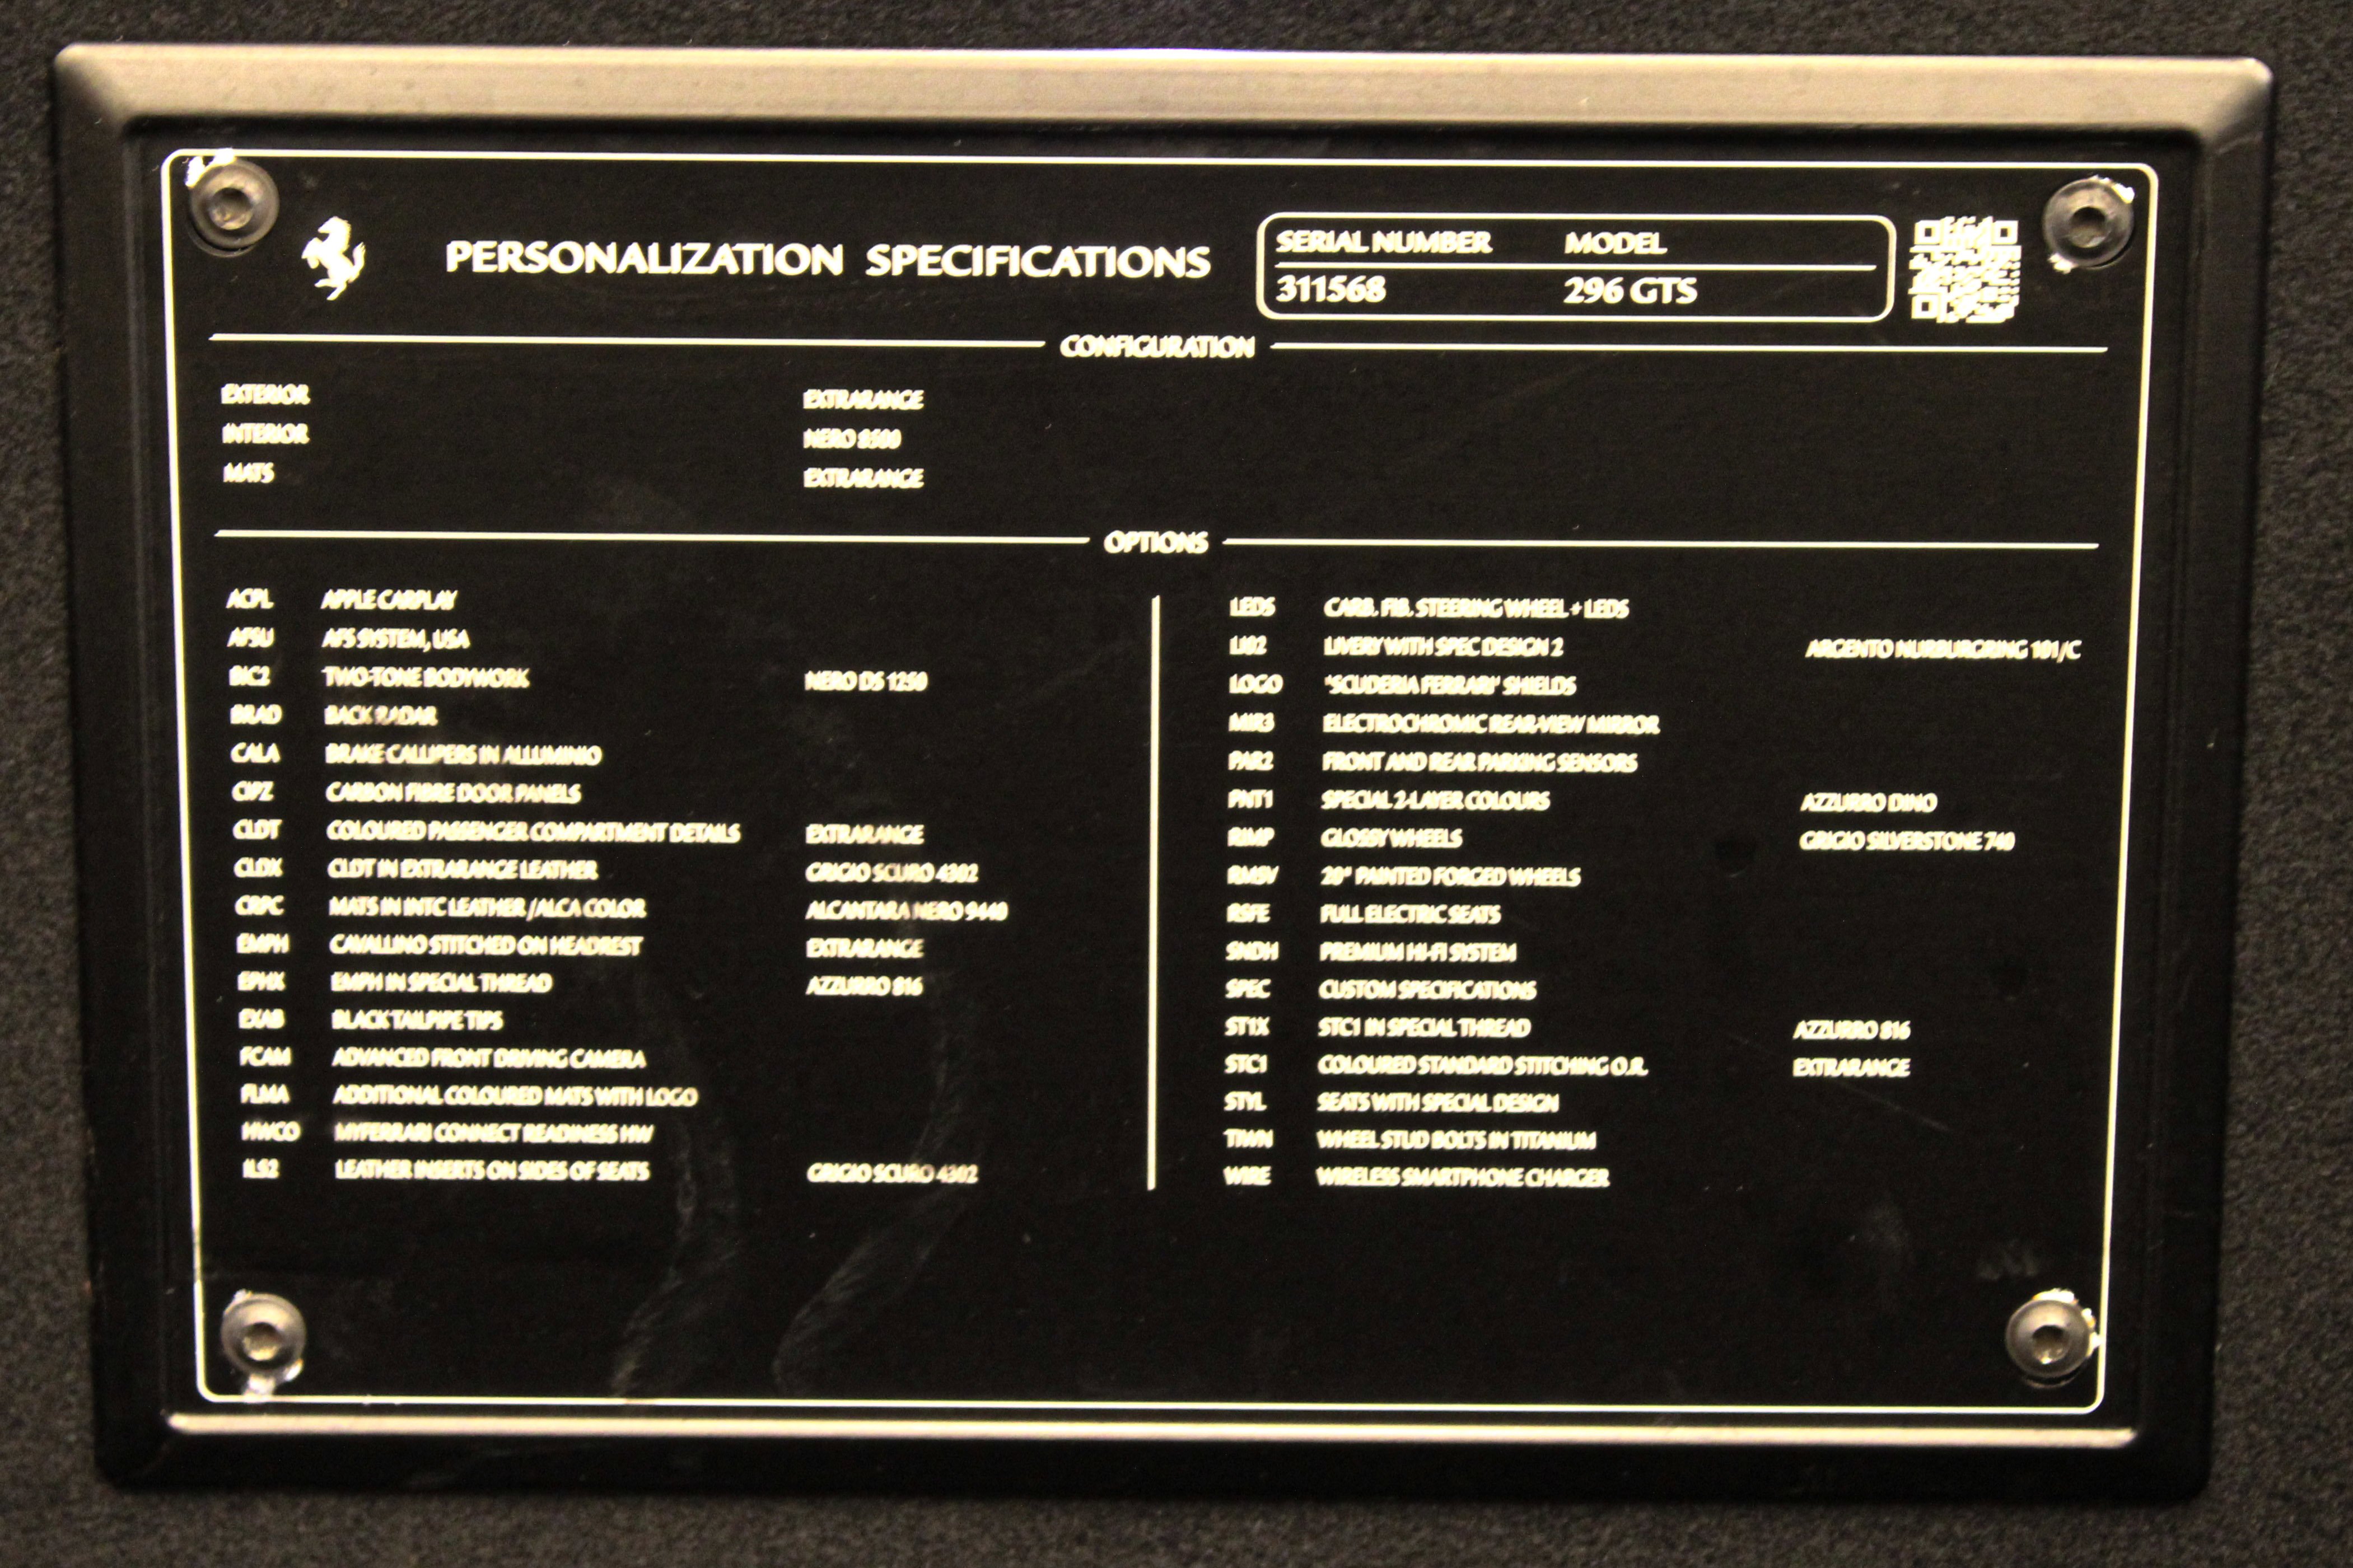 PERSONALIZATION SPECIFICATIONS
SERIAL NUMBER MODEL
311568 296 GTS
CONFIGURATION
EXTERIOR EXTRARANGE
INTERIOR NERO 8500
MATS EXTRARANGE
OPTIONS
ACPL APPLE CARPLAY
AFSU AFS SYSTEM, USA
BIC2 TWO-TONE BODYWORK NERO DS 1250
BRAD BACK RADAR
CALA BRAKE CALLIPERS IN ALLUMINIO
CIPZ CARBON FIBRE DOOR PANELS
CLDT COLOURED PASSENGER COMPARTMENT DETAILS EXTRARANGE
CLDX CLDT IN EXTRARANGE LEATHER GRIGIO SCURO 4302
CRPC MATS IN INTC LEATHER /ALCA COLOR ALCANTARA NERO 9440
EMPH CAVALLINO STITCHED ON HEADREST EXTRARANGE
EPHX EMPH IN SPECIAL THREAD AZZURRO 816
EXAB BLACK TAILPIPE TIPS
FCAM ADVANCED FRONT DRIVING CAMERA
FLMA ADDITIONAL COLOURED MATS WITH LOGO
HWCO MYFERRARI CONNECT READINESS HW
ILS2 LEATHER INSERTS ON SIDES OF SEATS GRIGIO SCURO 4302
LEDS CARB. FIB. STEERING WHEEL + LEDS
LIB2 LIVERY WITH SPEC DESIGN 2 ARGENTO NURBURGRING 101/C
LOGO "SCUDERIA FERRARI" SHIELDS
MIR3 ELECTROCHROMIC REAR-VIEW MIRROR
PAR2 FRONT AND REAR PARKING SENSORS
PNT1 SPECIAL 2-LAYER COLOURS AZZURRO DINO
RIMP GLOSSY WHEELS GRIGIO SILVERSTONE 740
RMSV 20" PAINTED FORGED WHEELS
RSFE FULL ELECTRIC SEATS
SNDH PREMIUM HI-FI SYSTEM
SPEC CUSTOM SPECIFICATIONS
ST1X STC1 IN SPECIAL THREAD AZZURRO 816
STC1 COLOURED STANDARD STITCHING O.R. EXTRARANGE
STYL SEATS WITH SPECIAL DESIGN
TIWN WHEEL STUD BOLTS IN TITANIUM
WIRE WIRELESS SMARTPHONE CHARGER